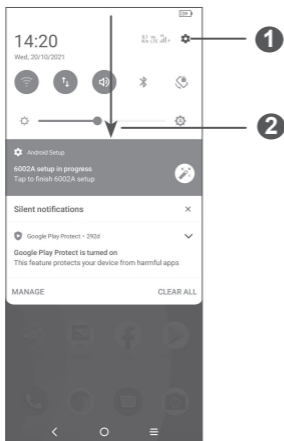 14:20
1
Wed, 20/10/2021
2
Android Setup
6002A setup in progress
Tap to finish 6002A setup
Silent notifications
Google Play Protect • 292d
Google Play Protect is turned on
This feature protects your device from harmful apps
MANAGE CLEAR ALL